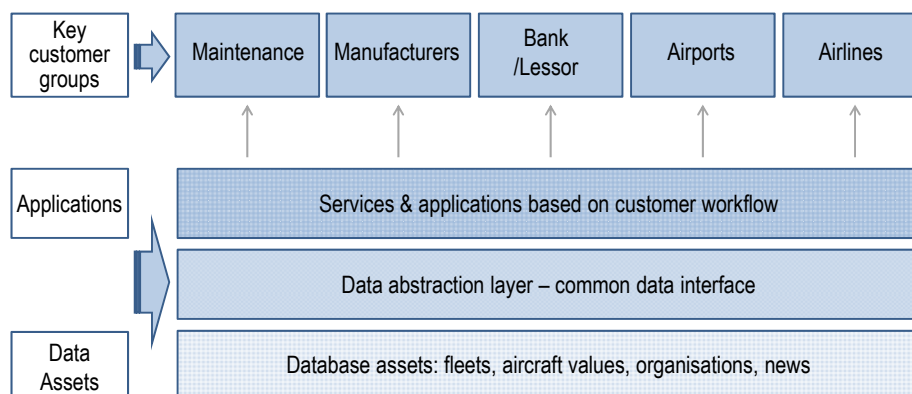 Key
customer
groups
Maintenance
Manufacturers
Bank
/Lessor
Airports
Airlines
Applications
Services & applications based on customer workflow
Data abstraction layer – common data interface
Data
Assets
Database assets: fleets, aircraft values, organisations, news